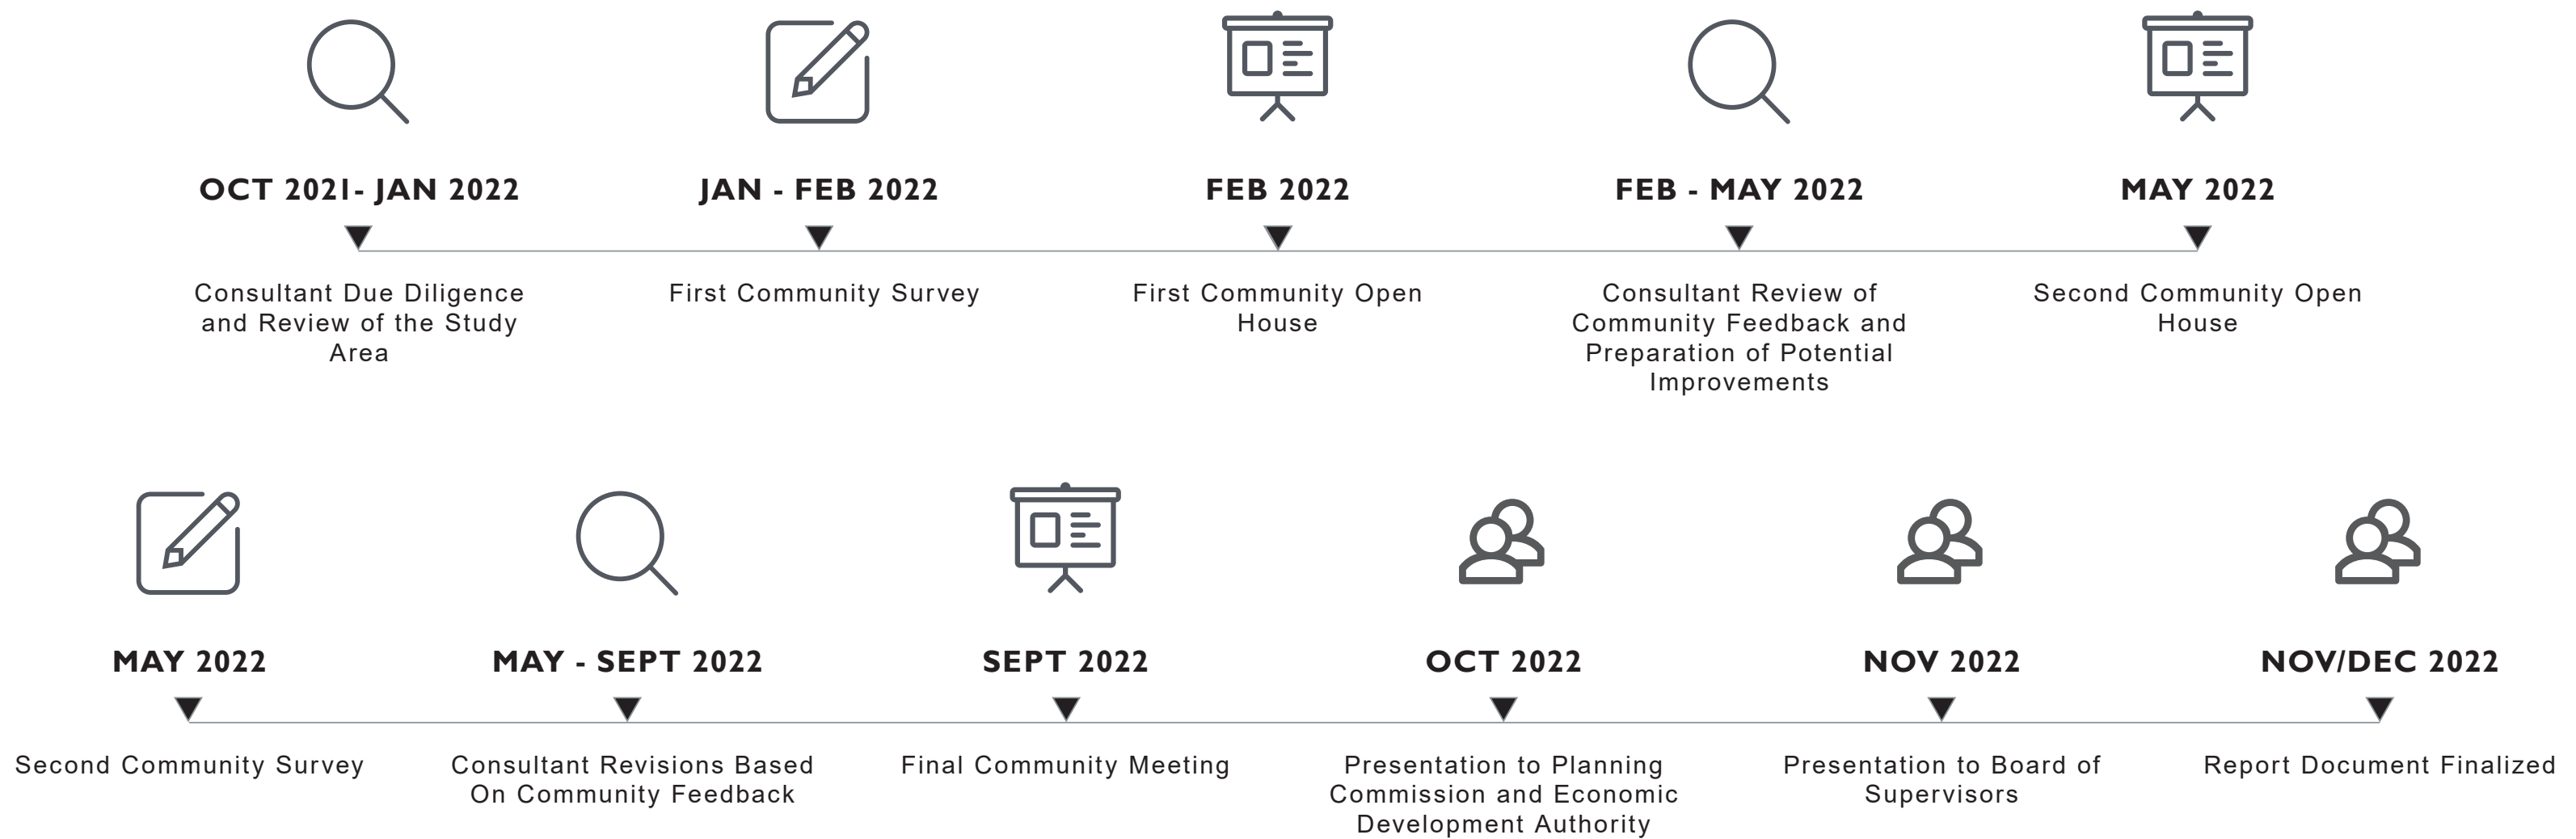 OCT 2021- JAN 2022
JAN - FEB 2022
FEB 2022
FEB - MAY 2022
MAY 2022
Consultant Due Diligence
and Review of the Study
Area
First Community Survey
First Community Open
House
Consultant Review of
Community Feedback and
Preparation of Potential
Improvements
Second Community Open
House
MAY 2022
MAY - SEPT 2022
SEPT 2022
OCT 2022
NOV 2022
NOV/DEC 2022
Second Community Survey
Consultant Revisions Based
On Community Feedback
Final Community Meeting
Presentation to Planning
Commission and Economic
Development Authority
Presentation to Board of
Supervisors
Report Document Finalized